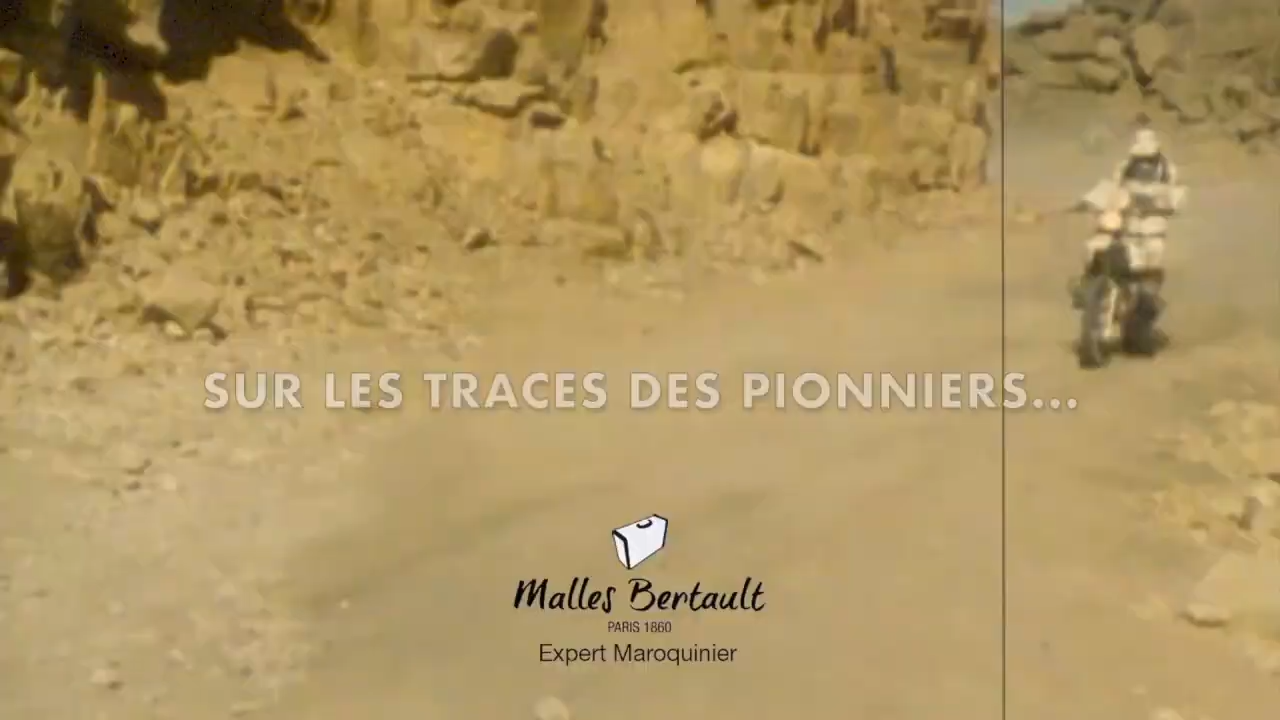 SUR LES TRACES DES PIONNIERS...
Malles Bertault
PARIS 1860
Expert Maroquinier